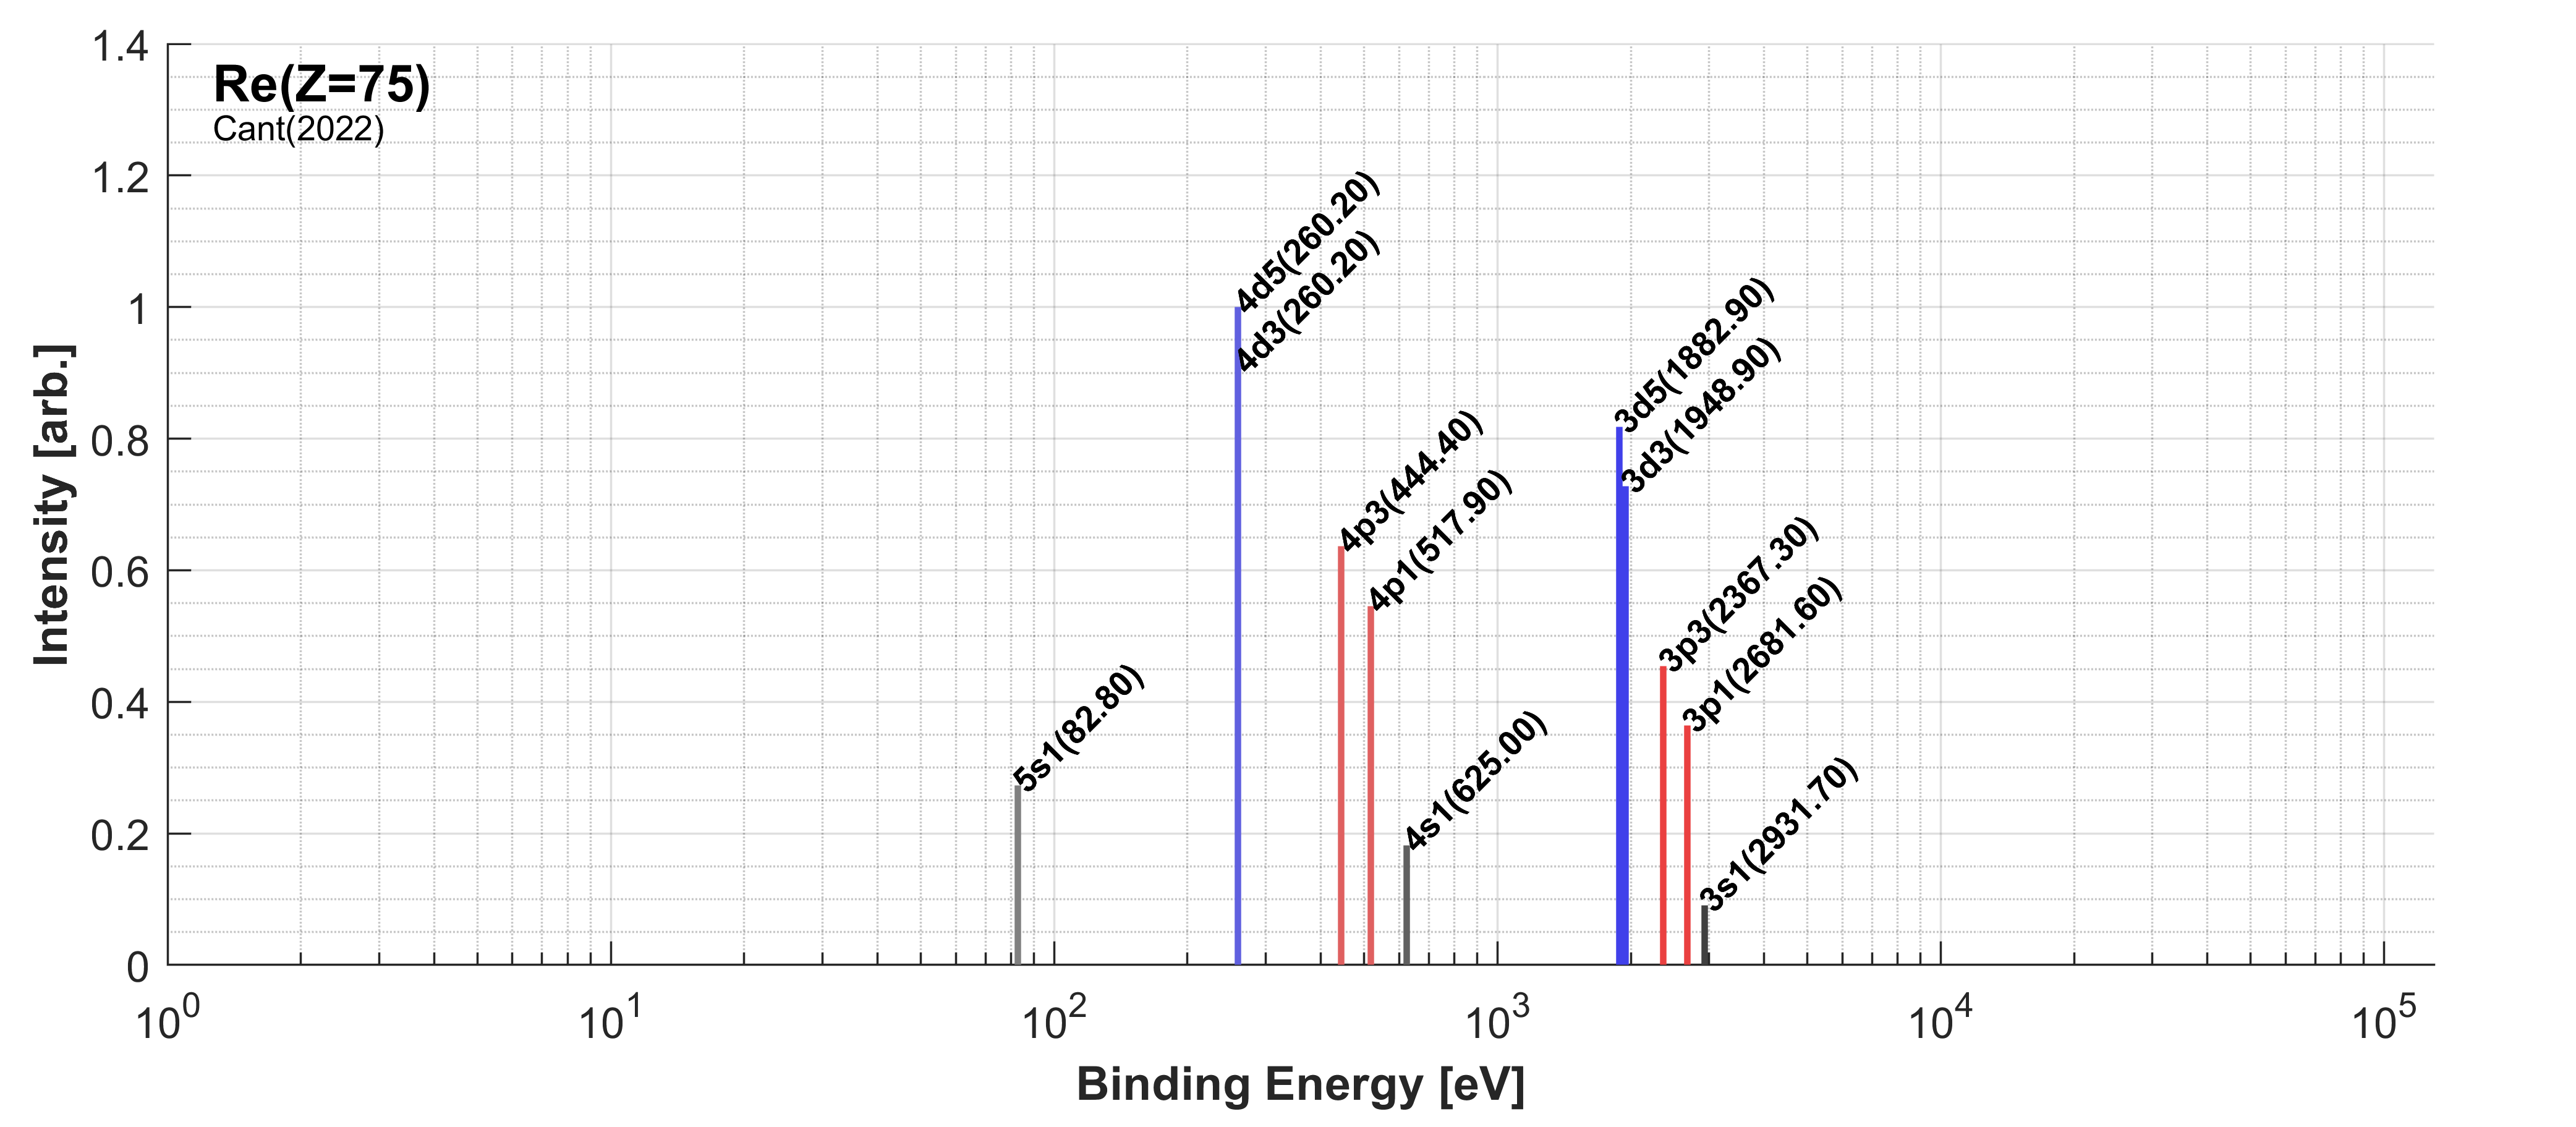 Re(Z=75)
Cant(2022)
Intensity [arb.]
1.4
1.2
1
0.8
0.6
0.4
0.2
0
4d5(260.20)
4d3(260.20)
3d5(1882.90)
3d3(1948.90)
4p3(444.40)
4p1(517.90)
3p3(2367.30)
3p1(2681.60)
5s1(82.80)
4s1(625.00)
3s1(2931.70)
10^0 10^1 10^2 10^3 10^4 10^5
Binding Energy [eV]